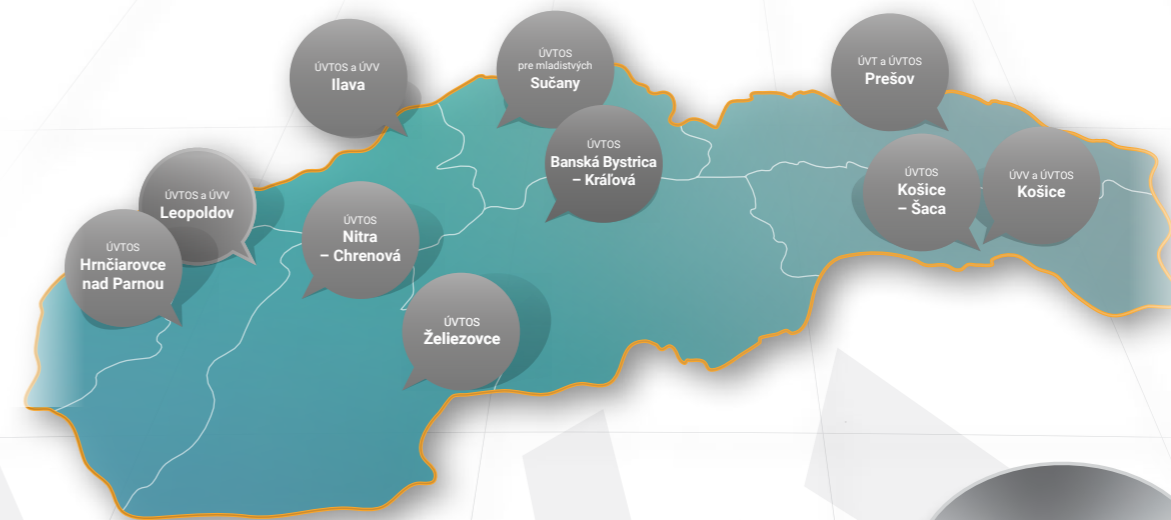 ÚVTOS a ÚVV
Ilava
ÚVTOS
pre mladistvých
Sučany
ÚVT a ÚVTOS
Prešov
ÚVTOS
Banská Bystrica
– Kráľová
ÚVTOS
Košice
– Šaca
ÚVV a ÚVTOS
Košice
ÚVTOS a ÚVV
Leopoldov
ÚVTOS
Hrnčiarovce
nad Parnou
ÚVTOS
Nitra
– Chrenová
ÚVTOS
Želiezovce